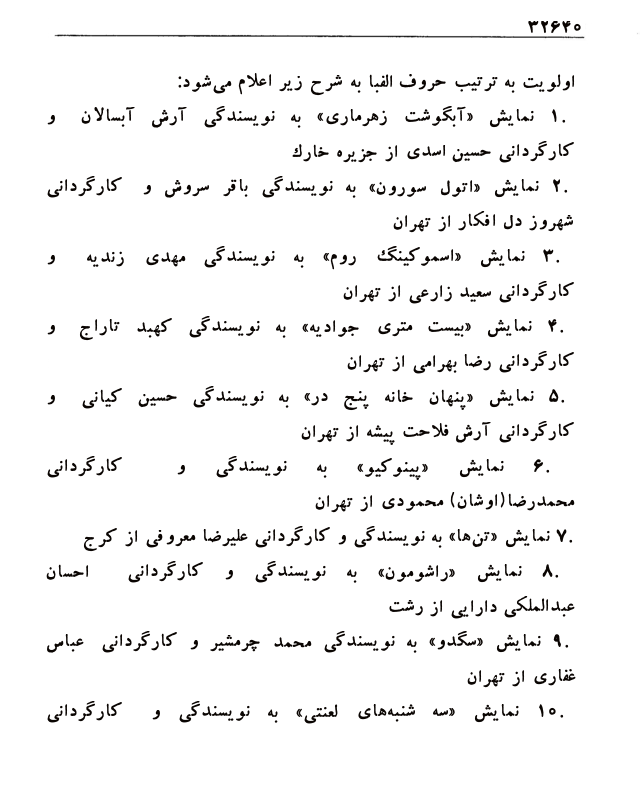 ۳۲۶۴۰
اولویت به ترتیب حروف الفبا به شرح زیر اعلام می‌شود:
۱. نمایش «آبگوشت زهرماری» به نویسندگی آرش آبسالان و
کارگردانی حسین اسدی از جزیره خارك
۲. نمایش «اتول سورون» به نویسندگی باقر سروش و کارگردانی
شهروز دل افکار از تهران
۳. نمایش «اسموکینگ روم» به نویسندگی مهدی زندیه و
کارگردانی سعید زارعی از تهران
۴. نمایش «بیست متری جوادیه» به نویسندگی کهبد تاراج و
کارگردانی رضا بهرامی از تهران
۵. نمایش «پنهان خانه پنج در» به نویسندگی حسین کیانی و
کارگردانی آرش فلاحت پیشه از تهران
۶. نمایش «پینوکیو» به نویسندگی و کارگردانی
محمدرضا(اوشان) محمودی از تهران
۷. نمایش «تن‌ها» به نویسندگی و کارگردانی علیرضا معروفی از کرج
۸. نمایش «راشومون» به نویسندگی و کارگردانی احسان
عبدالملکی دارایی از رشت
۹. نمایش «سگدو» به نویسندگی محمد چرمشیر و کارگردانی عباس
غفاری از تهران
۱۰. نمایش «سه شنبه‌های لعنتی» به نویسندگی و کارگردانی